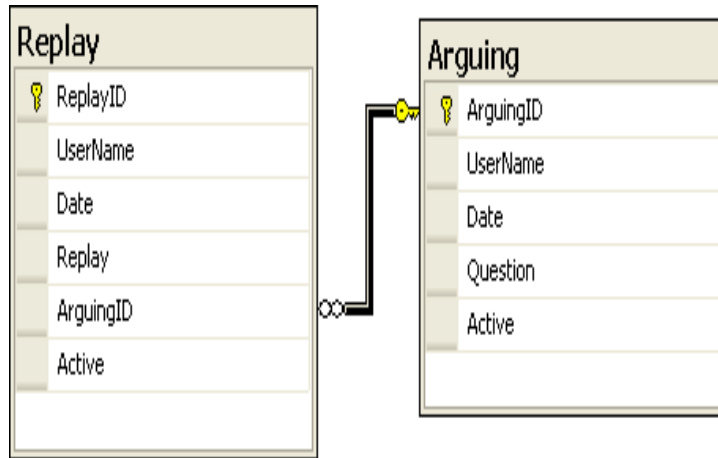 Replay
ReplayID
UserName
Date
Replay
ArguingID
Active
Arguing
ArguingID
UserName
Date
Question
Active